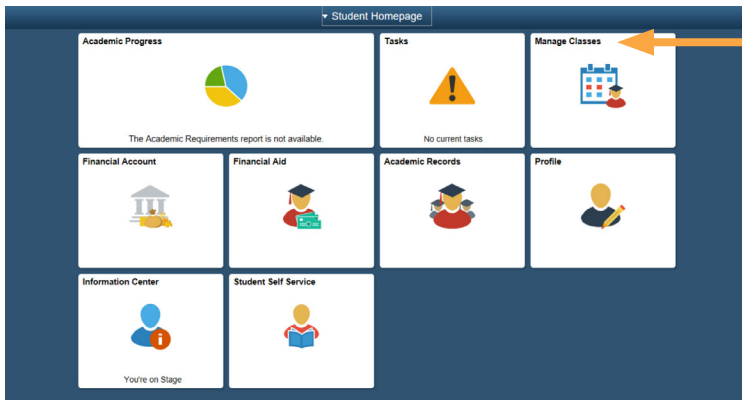 Student Homepage
Academic Progress
The Academic Requirements report is not available.
Tasks
No current tasks
Manage Classes
Financial Account
Financial Aid
Academic Records
Profile
Information Center
You're on Stage
Student Self Service